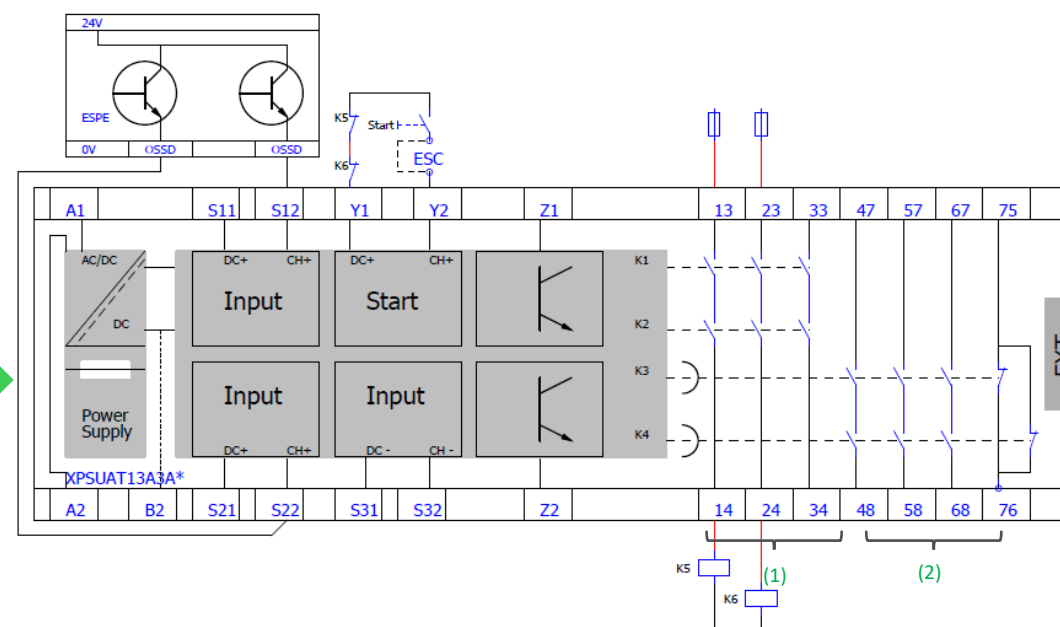 24V
ESPE
0V OSSD OSSD
K5 Start
K6 ESC
A1 S11 S12 Y1 Y2 Z1 13 23 33 47 57 67 75
AC/DC DC+ CH+ DC+ CH+ K1
Input Start
DC K2
K3
Input Input
Power
Supply
K4
DC+ CH+ DC - CH -
XPSUAT13A3A*
A2 B2 S21 S22 S31 S32 Z2 14 24 34 48 58 68 76
K5 (1) (2)
K6